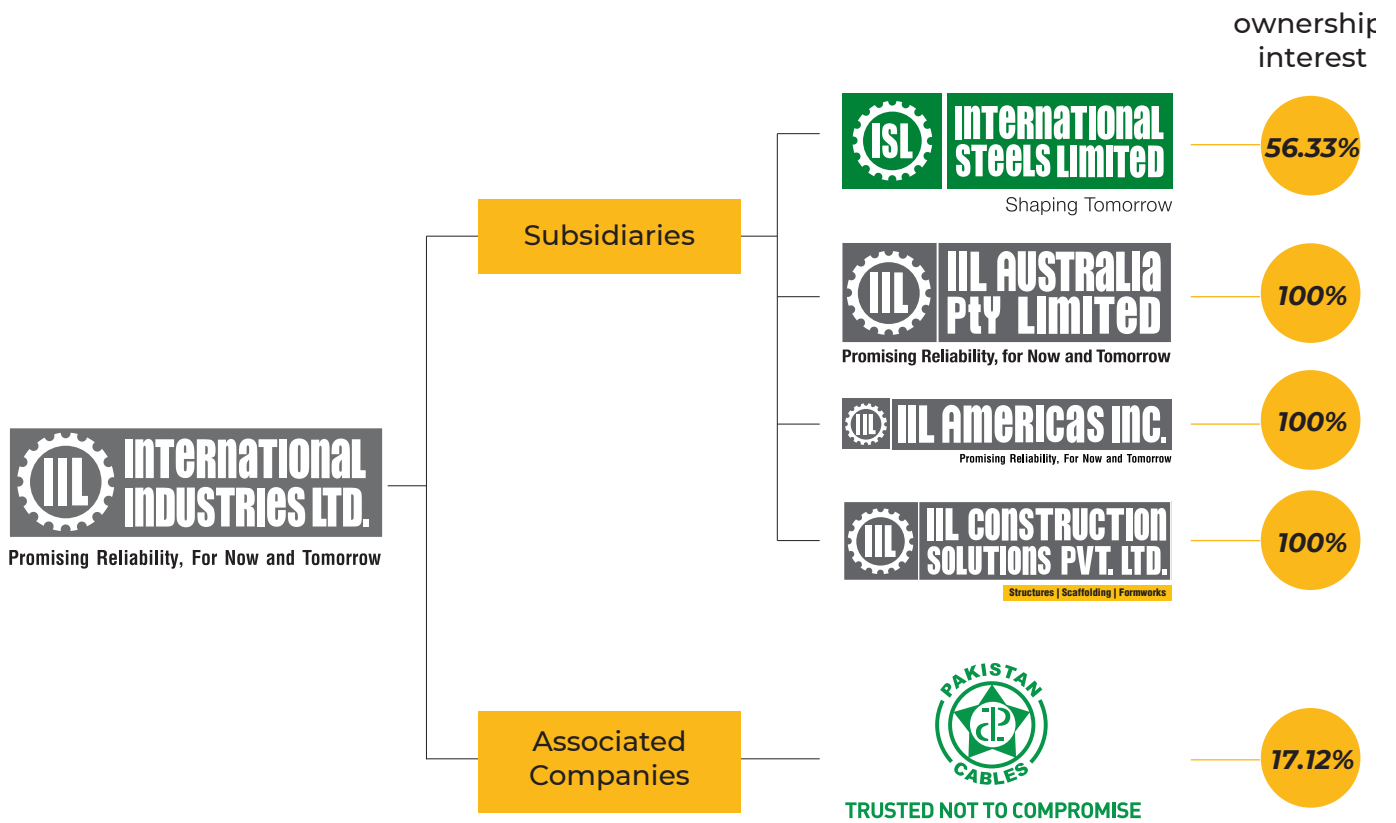 ownership
interest
ISL
INTERNATIONAL
STEELS LIMITED
Shaping Tomorrow
56.33%
Subsidiaries
IIL
IIL AUSTRALIA
PtY LIMITED
Promising Reliability, for Now and Tomorrow
100%
IIL
IIL AMERICAS INC.
Promising Reliability, For Now and Tomorrow
100%
IIL
INTERNATIONAL
INDUSTRIES LTD.
Promising Reliability, For Now and Tomorrow
IIL
IIL CONSTRUCTION
SOLUTIONS PVT. LTD.
Structures | Scaffolding | Formworks
100%
Associated
Companies
PAKISTAN
CABLES
TRUSTED NOT TO COMPROMISE
17.12%